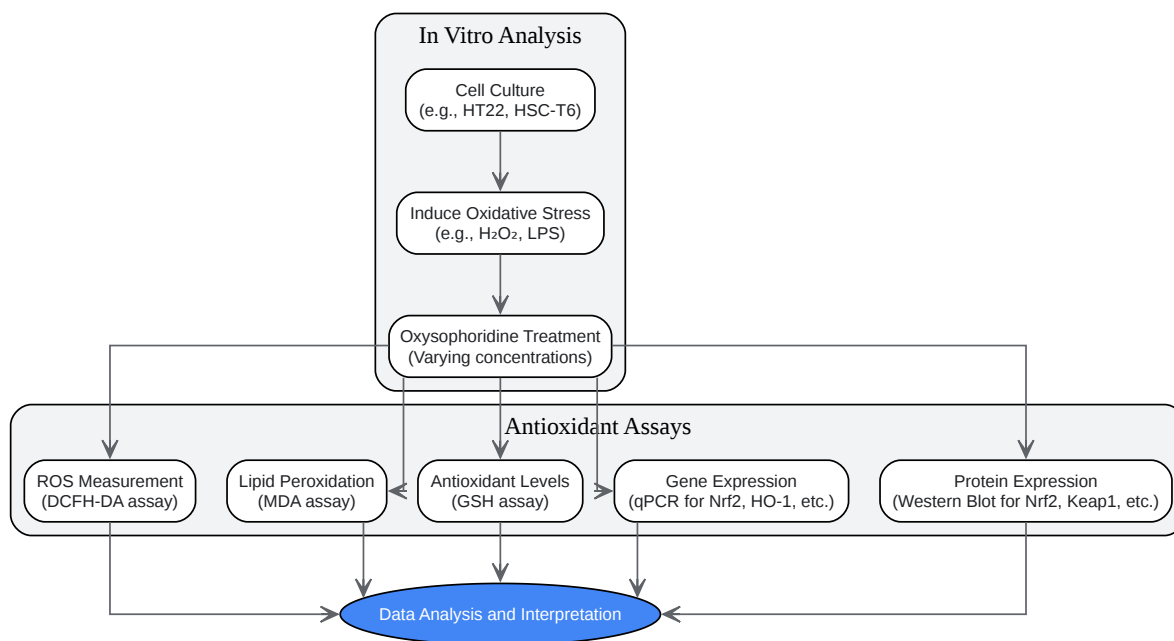 In Vitro Analysis
Cell Culture
(e.g., HT22, HSC-T6)
Induce Oxidative Stress
(e.g., H₂O₂, LPS)
Oxysophoridine Treatment
(Varying concentrations)
Antioxidant Assays
ROS Measurement
(DCFH-DA assay)
Lipid Peroxidation
(MDA assay)
Antioxidant Levels
(GSH assay)
Gene Expression
(qPCR for Nrf2, HO-1, etc.)
Protein Expression
(Western Blot for Nrf2, Keap1, etc.)
Data Analysis and Interpretation